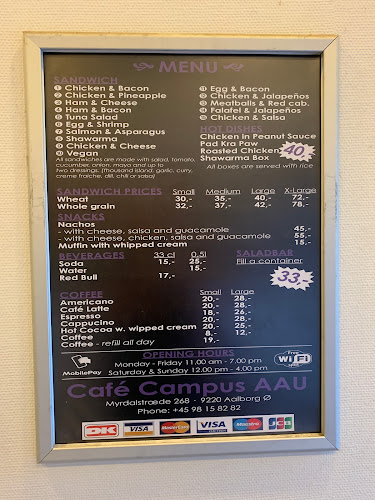 MENU
SANDWICH
1 Chicken & Bacon
2 Chicken & Pineapple
3 Ham & Cheese
4 Ham & Bacon
5 Tuna Salad
6 Egg & Shrimp
7 Salmon & Asparagus
8 Shawarma
9 Chicken & Cheese
10 Vegan
All sandwiches are made with salad, tomato, cucumber, onion, mayo and up to
two dressings. (thousand island, garlic, curry, creme fraiche, dill, chili or salsa)
11 Egg & Bacon
12 Chicken & Jalapeños
13 Meatballs & Red cab.
14 Falafel & Jalapeños
15 Chicken & Salsa
HOT DISHES
Chicken in Peanut Sauce
Pad Kra Paw
Roasted Chicken
Shawarma Box
40,-
All boxes are served with rice
SANDWICH PRICES Small Medium Large X-Large
Wheat 30,- 35,- 40,- 72,-
Whole grain 32,- 37,- 42,- 78,-
SNACKS
Nachos
- with cheese, salsa and guacamole 45,-
- with cheese, chicken, salsa and guacamole 55,-
Muffin with whipped cream 15,-
BEVERAGES 33 cl 0,5l
Soda 15,- 25,-
Water 15,-
Red Bull 17,-
SALADBAR
Fill a container
33,-
COFFEE Small Large
Americano 20,- 28,-
Café Latte 20,- 28,-
Espresso 18,- 26,-
Cappucino 20,- 28,-
Hot Cocoa w. wipped cream 20,- 28,-
Coffee 8,- 12,-
Coffee - refill all day 19,-
OPENING HOURS
Monday - Friday 11.00 am - 7.00 pm
Saturday & Sunday 12.00 pm - 4.00 pm
MobilePay
Free
WiFi
spot
Café Campus AAU
Myrdalstræde 268 - 9220 Aalborg Ø
Phone: +45 98 15 82 82
DK VISA MasterCard VISA Maestro JCB